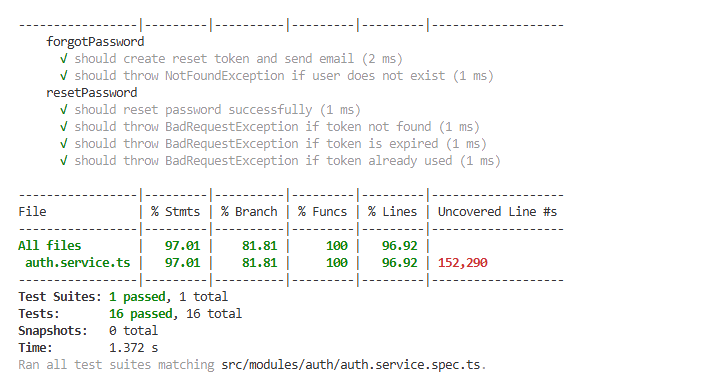 -----------------|---------|----------|---------|---------|-------------------
forgotPassword
√ should create reset token and send email (2 ms)
√ should throw NotFoundException if user does not exist (1 ms)
resetPassword
√ should reset password successfully (1 ms)
√ should throw BadRequestException if token not found (1 ms)
√ should throw BadRequestException if token is expired (1 ms)
√ should throw BadRequestException if token already used (1 ms)
-----------------|---------|----------|---------|---------|-------------------
File | % Stmts | % Branch | % Funcs | % Lines | Uncovered Line #s
-----------------|---------|----------|---------|---------|-------------------
All files | 97.01 | 81.81 | 100 | 96.92 |
auth.service.ts | 97.01 | 81.81 | 100 | 96.92 | 152,290
-----------------|---------|----------|---------|---------|-------------------
Test Suites: 1 passed, 1 total
Tests: 16 passed, 16 total
Snapshots: 0 total
Time: 1.372 s
Ran all test suites matching src/modules/auth/auth.service.spec.ts.